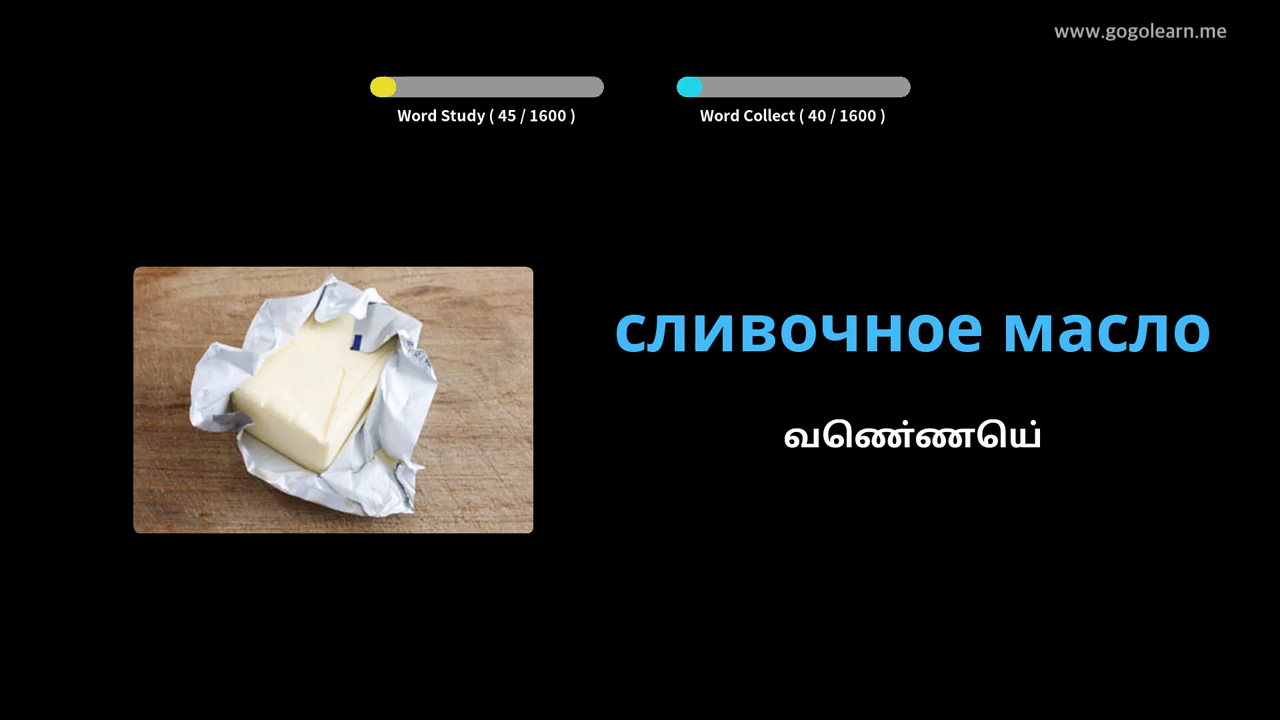 www.gogolearn.me
Word Study ( 45 / 1600 )
Word Collect ( 40 / 1600 )
сливочное масло
வெண்ணெய்